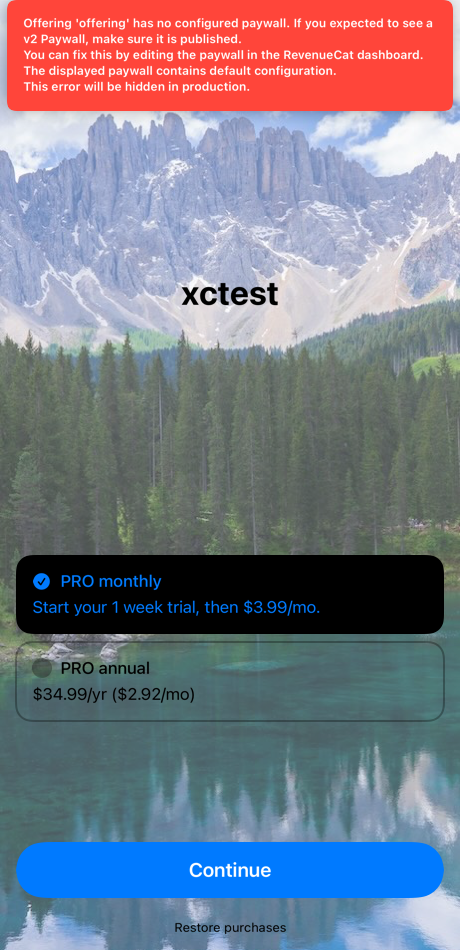 Offering 'offering' has no configured paywall. If you expected to see a
v2 Paywall, make sure it is published.
You can fix this by editing the paywall in the RevenueCat dashboard.
The displayed paywall contains default configuration.
This error will be hidden in production.
xctest
PRO monthly
Start your 1 week trial, then $3.99/mo.
PRO annual
$34.99/yr ($2.92/mo)
Continue
Restore purchases